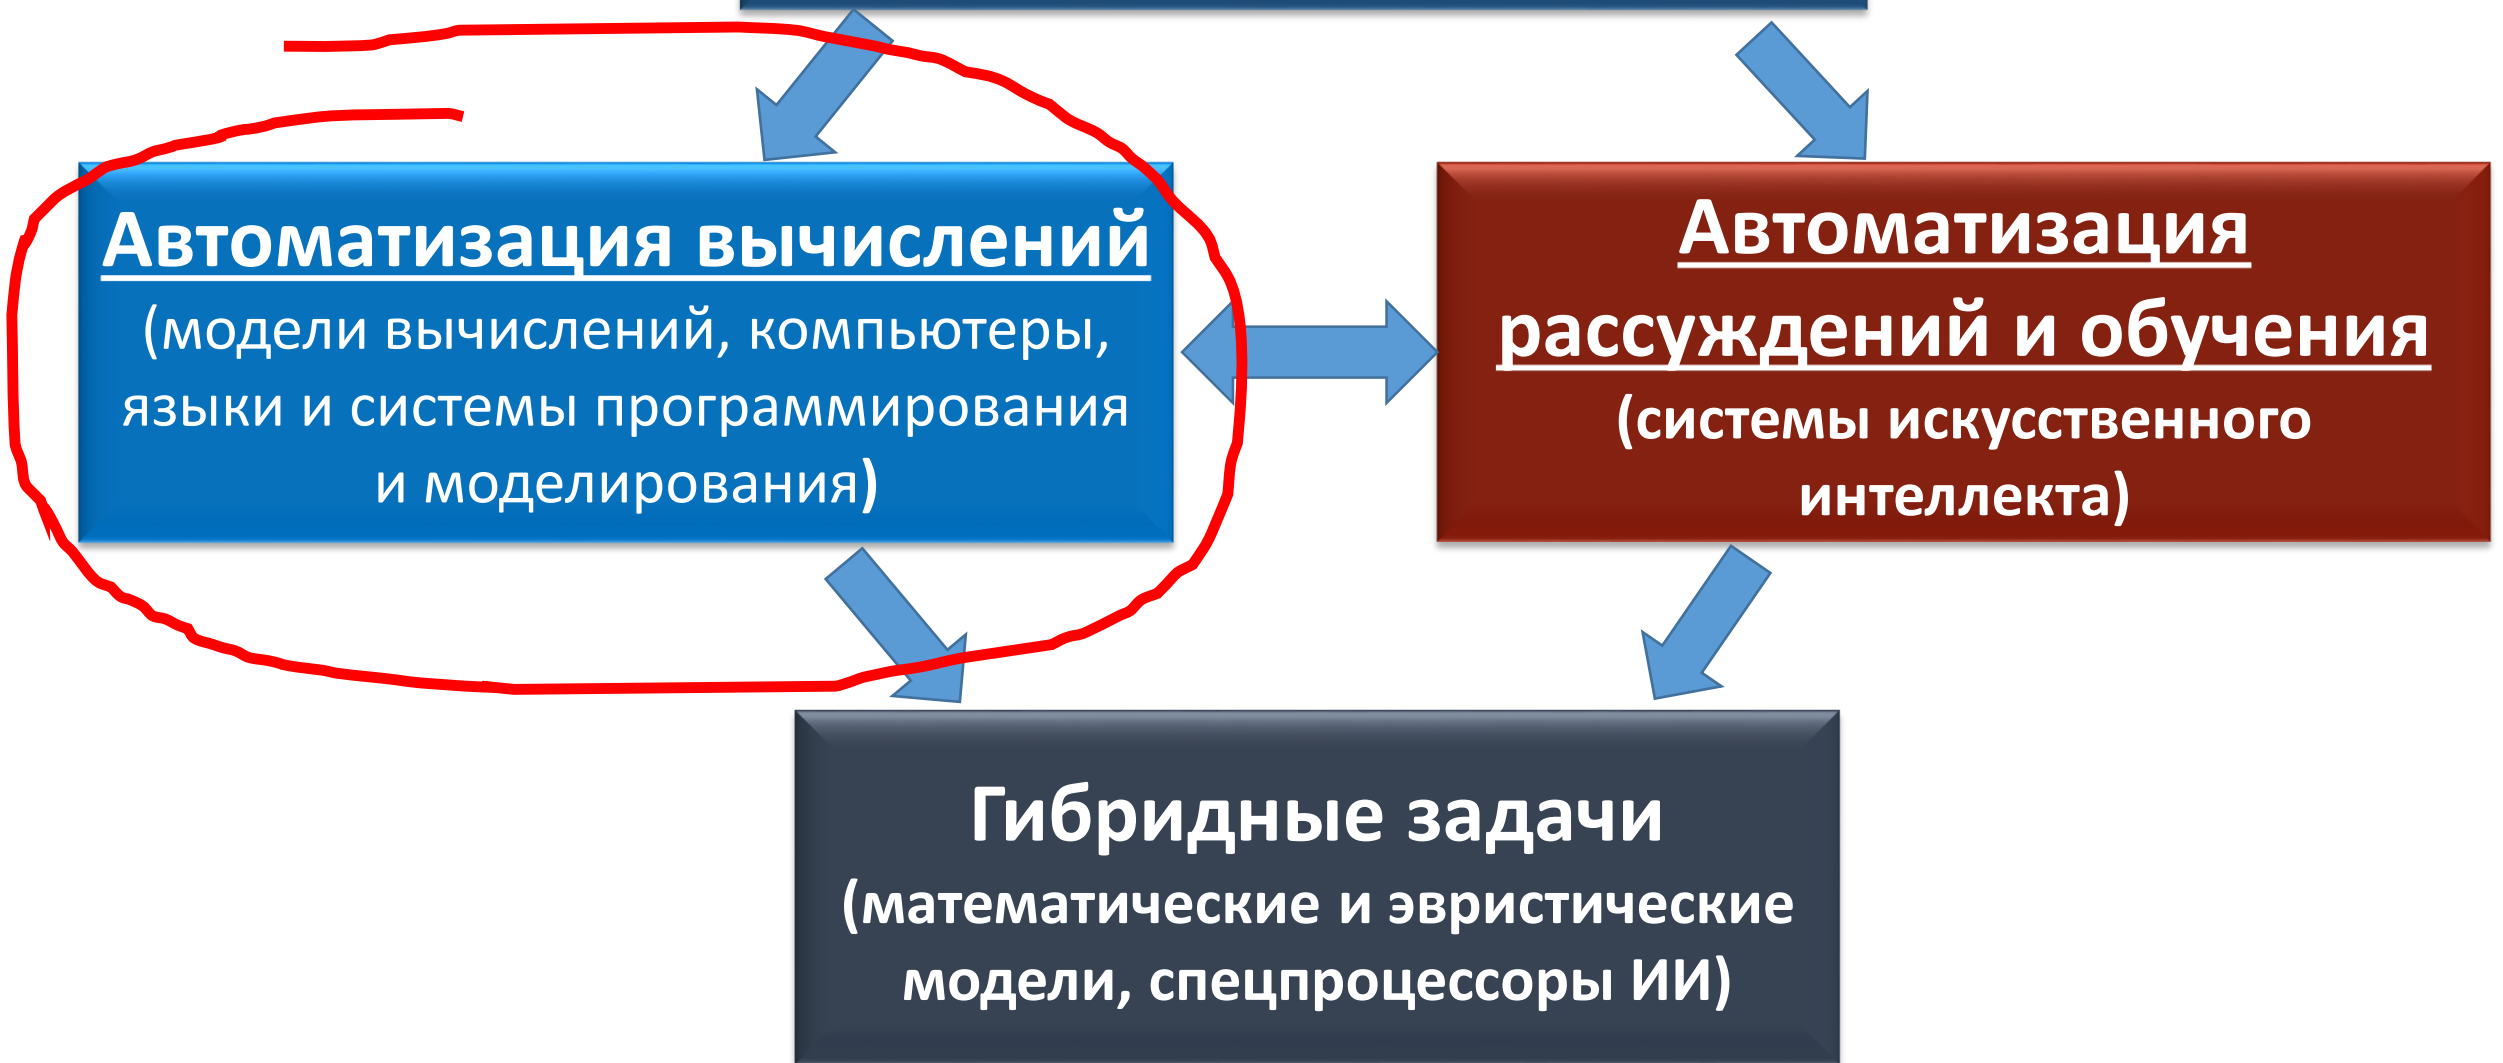 Автоматизация вычислений
(модели вычислений, компьютеры,
языки и системы программирования
и моделирования)
Автоматизация
рассуждений и обучения
(системы искусственного
интеллекта)
Гибридные задачи
(математические и эвристические
модели, спецпроцессоры ИИ)